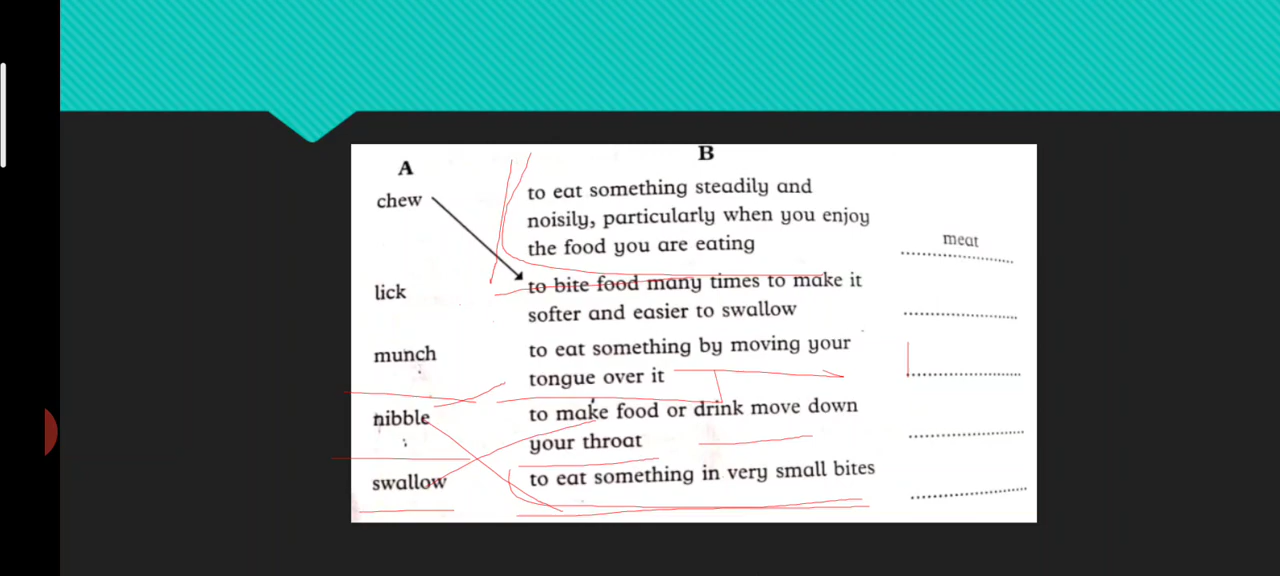 A
B
chew
to eat something steadily and
noisily, particularly when you enjoy
the food you are eating
meat
lick
to bite food many times to make it
softer and easier to swallow
munch
to eat something by moving your
tongue over it
nibble
to make food or drink move down
your throat
swallow
to eat something in very small bites